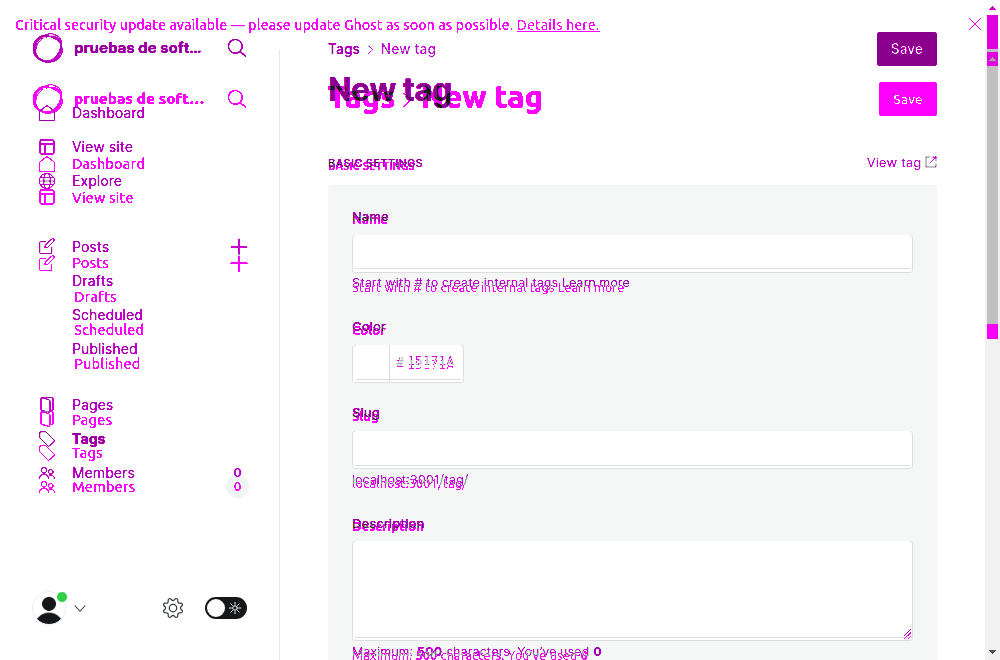 Critical security update available — please update Ghost as soon as possible. Details here.
pruebas de soft...
Tags > New tag
Save
New tag
Tags > New tag
pruebas de soft...
Save
Dashboard
View site
Dashboard
Explore
View site
BASIC SETTINGS
BASIC SETTINGS
View tag
Name
Name
Posts
Posts
Drafts
Drafts
Scheduled
Scheduled
Published
Published
Start with # to create internal tags Learn more
Start with # to create internal tags Learn more
Color
Color
# 15171A
# 15171A
Pages
Pages
Tags
Tags
Members 0
Members 0
Slug
Slug
localhost:3001/tag/
localhost:3001/tag/
Description
Description
Maximum: 500 characters. You've used 0
Maximum: 500 characters. You've used 0